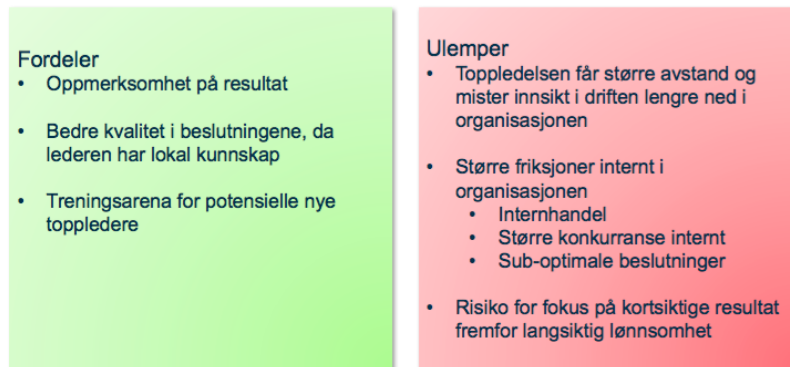 Fordeler
• Oppmerksomhet på resultat
• Bedre kvalitet i beslutningene, da
lederen har lokal kunnskap
• Treningsarena for potensielle nye
toppledere
Ulemper
• Toppledelsen får større avstand og
mister innsikt i driften lengre ned i
organisasjonen
• Større friksjoner internt i
organisasjonen
• Internhandel
• Større konkurranse internt
• Sub-optimale beslutninger
• Risiko for fokus på kortsiktige resultat
fremfor langsiktig lønnsomhet